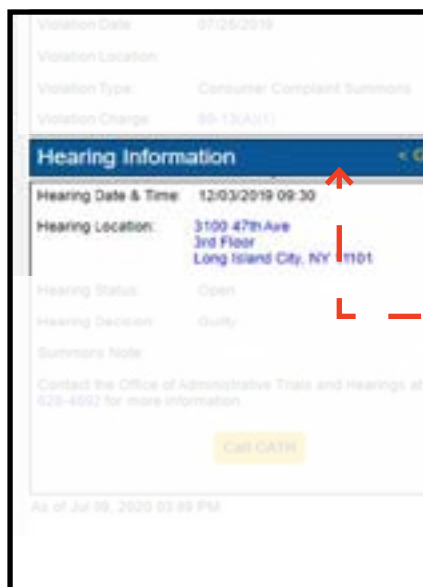 Violation Date: 07/25/2019
Violation Location:
Violation Type: Consumer Complaint Summons
Violation Charge:
Hearing Information <
Hearing Date & Time: 12/03/2019 09:30
Hearing Location: 3100 47th Ave
3rd Floor
Long Island City, NY 11101
Hearing Status: Open
Hearing Decision: Guilty
Summons Note:
Contact the Office of Administrative Trials and Hearings at
for more information.
Call OATH
As of Jul 09, 2020 PM